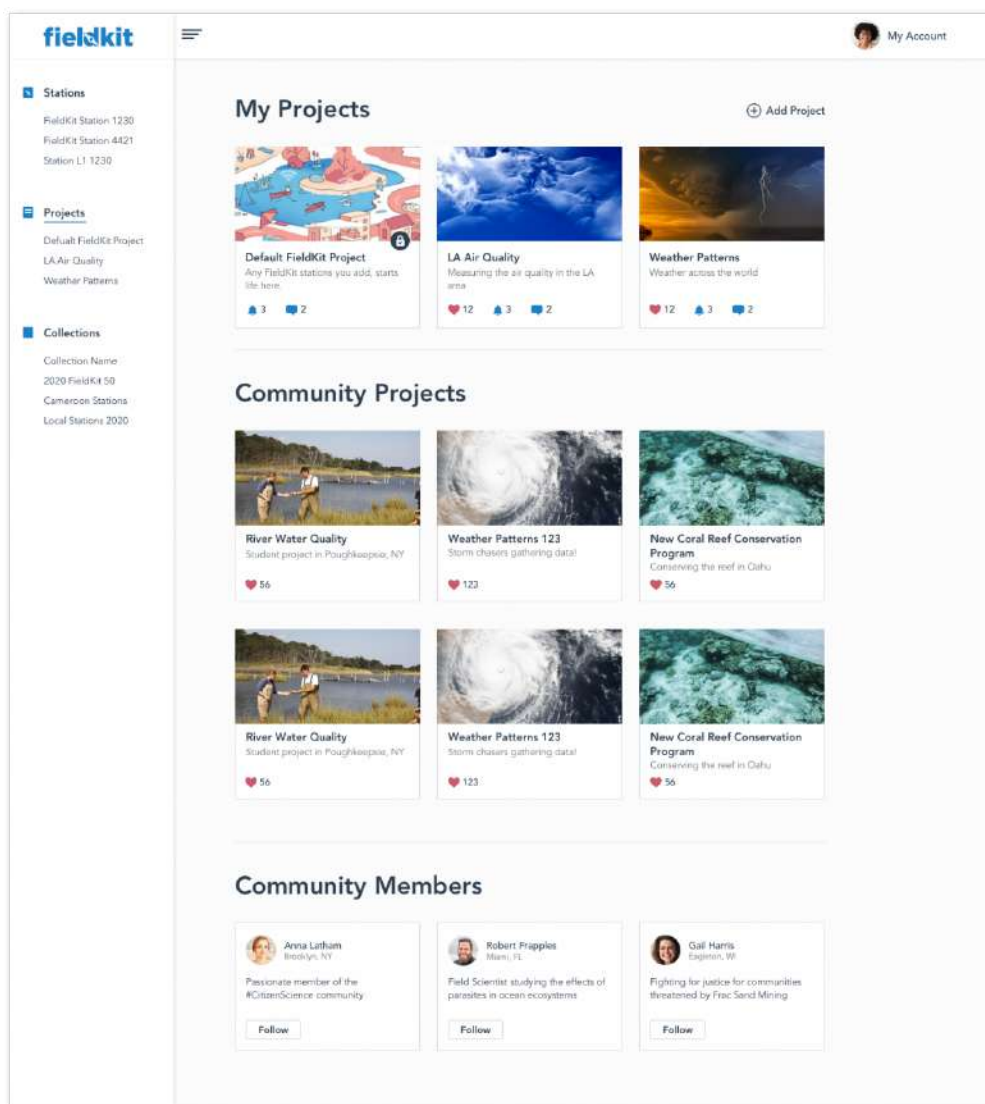 fieldkit
My Account
Stations
FieldKit Station 1230
FieldKit Station 4421
Station L1 1230
Projects
Defualt FieldKit Project
LA Air Quality
Weather Patterns
Collections
Collection Name
2020 FieldKit 50
Cameroon Stations
Local Stations 2020
My Projects
Add Project
Default FieldKit Project
Any FieldKit stations you add, starts
life here.
3 2
LA Air Quality
Measuring the air quality in the LA
area
12 3 2
Weather Patterns
Weather across the world
12 3 2
Community Projects
River Water Quality
Student project in Poughkeepsie, NY
56
Weather Patterns 123
Storm chasers gathering data!
123
New Coral Reef Conservation
Program
Conserving the reef in Oahu
56
River Water Quality
Student project in Poughkeepsie, NY
56
Weather Patterns 123
Storm chasers gathering data!
123
New Coral Reef Conservation
Program
Conserving the reef in Oahu
56
Community Members
Anna Latham
Brooklyn, NY
Passionate member of the
#CitizenScience community
Follow
Robert Frapples
Miami, FL
Field Scientist studying the effects of
parasites in ocean ecosystems
Follow
Gail Harris
Eagleton, WI
Fighting for justice for communities
threatened by Frac Sand Mining
Follow